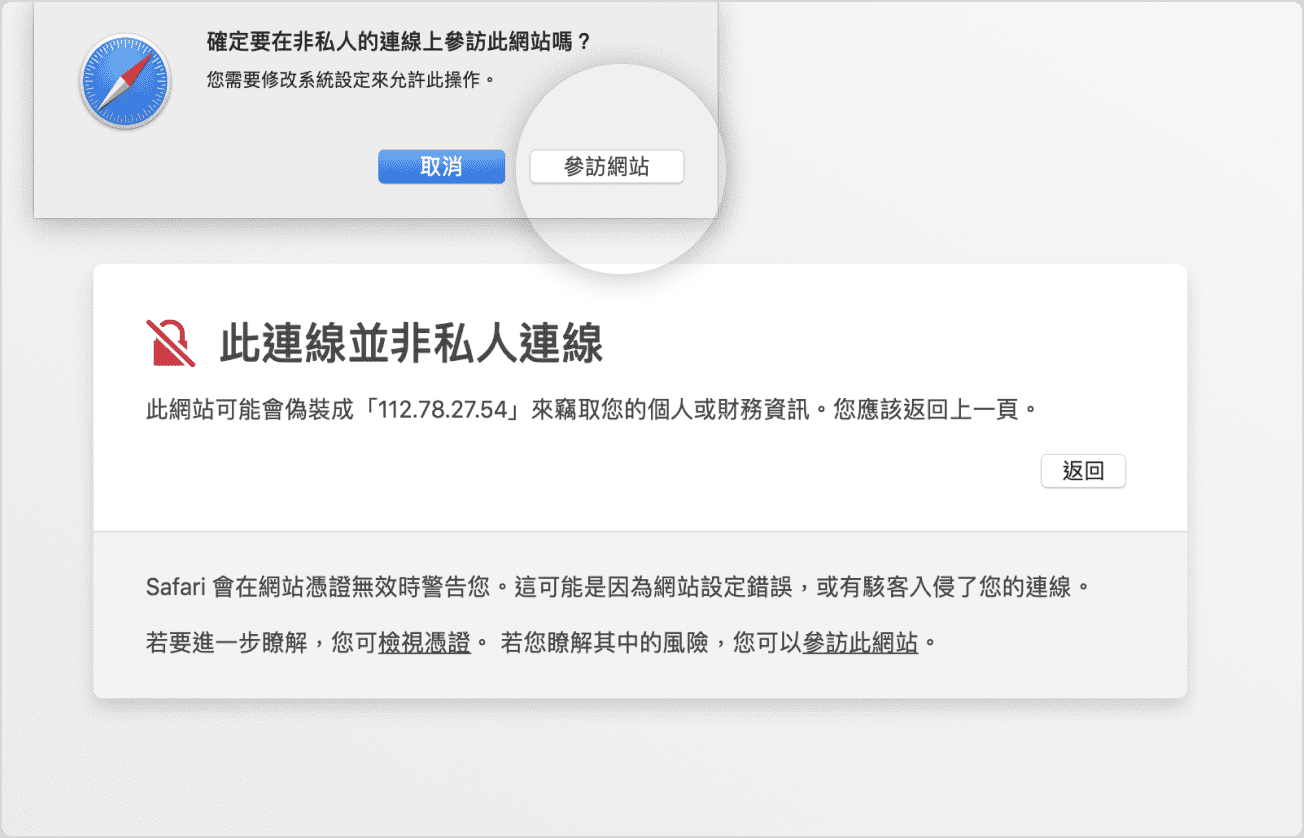 確定要在非私人的連線上參訪此網站嗎？
您需要修改系統設定來允許此操作。
取消
參訪網站
此連線並非私人連線
此網站可能會偽裝成「112.78.27.54」來竊取您的個人或財務資訊。您應該返回上一頁。
返回
Safari 會在網站憑證無效時警告您。這可能是因為網站設定錯誤，或有駭客入侵了您的連線。
若要進一步瞭解，您可檢視憑證。 若您瞭解其中的風險，您可以參訪此網站。